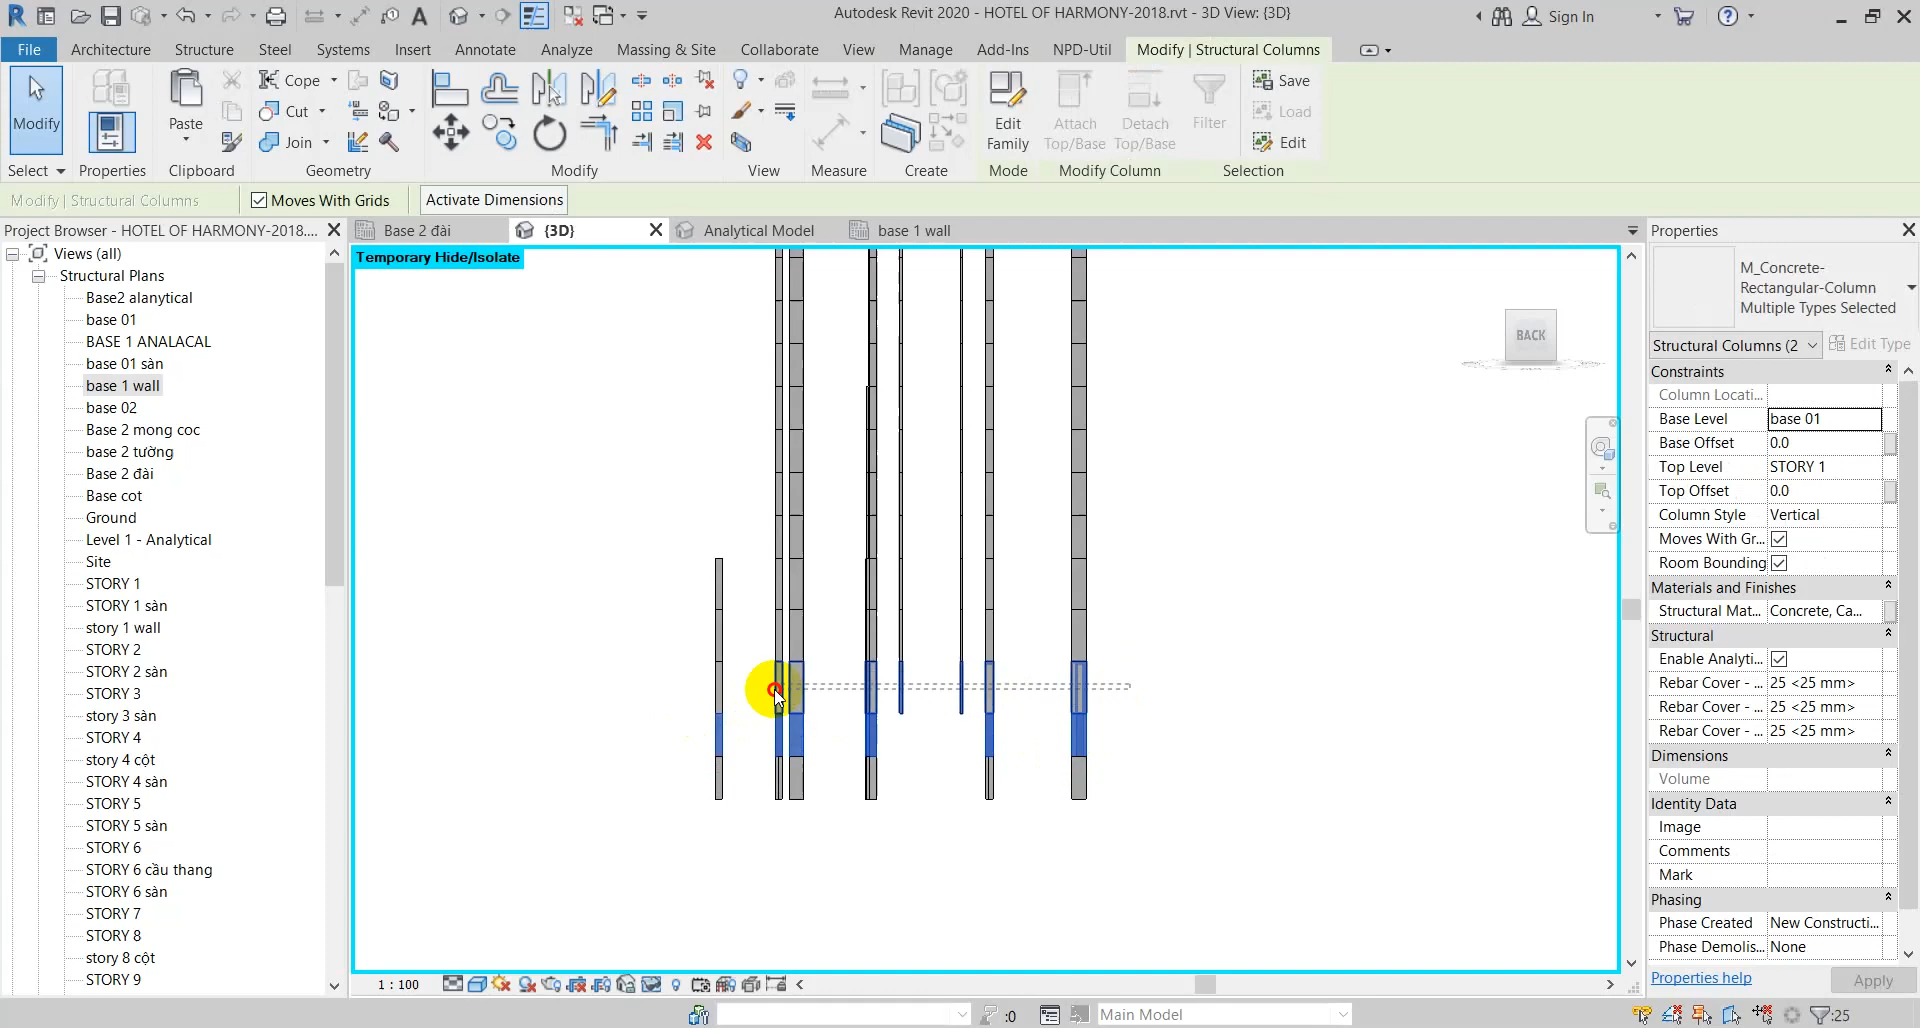 Autodesk Revit 2020 - HOTEL OF HARMONY-2018.rvt - 3D View: {3D}
Sign In
File
Architecture
Structure
Steel
Systems
Insert
Annotate
Analyze
Massing & Site
Collaborate
View
Manage
Add-Ins
NPD-Util
Modify | Structural Columns
Modify
Paste
Cope
Cut
Join
Edit
Family
Attach
Top/Base
Detach
Top/Base
Filter
Save
Load
Edit
Select
Properties
Clipboard
Geometry
Modify
View
Measure
Create
Mode
Modify Column
Selection
Modify | Structural Columns
Moves With Grids
Activate Dimensions
Project Browser - HOTEL OF HARMONY-2018....
Base 2 đài
{3D}
Analytical Model
base 1 wall
Properties
Views (all)
Structural Plans
Base2 alanytical
base 01
BASE 1 ANALACAL
base 01 sàn
base 1 wall
base 02
Base 2 mong coc
base 2 tường
Base 2 đài
Base cot
Ground
Level 1 - Analytical
Site
STORY 1
STORY 1 sàn
story 1 wall
STORY 2
STORY 2 sàn
STORY 3
story 3 sàn
STORY 4
story 4 cột
STORY 4 sàn
STORY 5
STORY 5 sàn
STORY 6
STORY 6 cầu thang
STORY 6 sàn
STORY 7
STORY 8
story 8 cột
STORY 9
Temporary Hide/Isolate
BACK
M_Concrete-
Rectangular-Column
Multiple Types Selected
Structural Columns (2
Edit Type
Constraints
Column Locati...
Base Level base 01
Base Offset 0.0
Top Level STORY 1
Top Offset 0.0
Column Style Vertical
Moves With Gr...
Room Bounding
Materials and Finishes
Structural Mat... Concrete, Ca...
Structural
Enable Analyti...
Rebar Cover - ... 25 <25 mm>
Rebar Cover - ... 25 <25 mm>
Rebar Cover - ... 25 <25 mm>
Dimensions
Volume
Identity Data
Image
Comments
Mark
Phasing
Phase Created New Constructi...
Phase Demolis... None
Properties help
Apply
1 : 100
:0
Main Model
:25